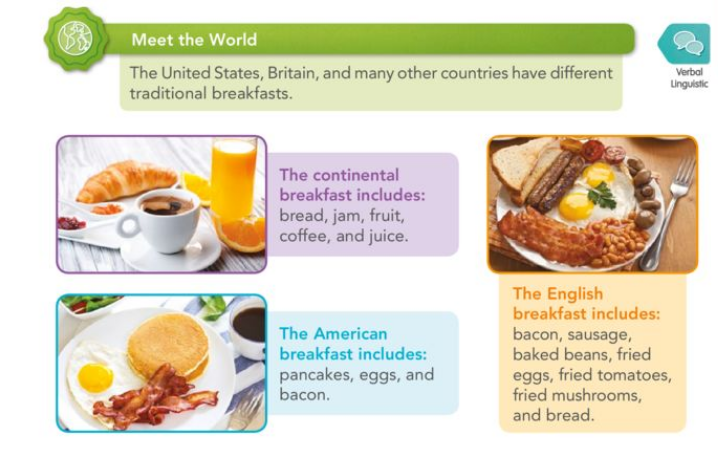 Meet the World
The United States, Britain, and many other countries have different
traditional breakfasts.
Verbal
Linguistic
The continental
breakfast includes:
bread, jam, fruit,
coffee, and juice.
The American
breakfast includes:
pancakes, eggs, and
bacon.
The English
breakfast includes:
bacon, sausage,
baked beans, fried
eggs, fried tomatoes,
fried mushrooms,
and bread.